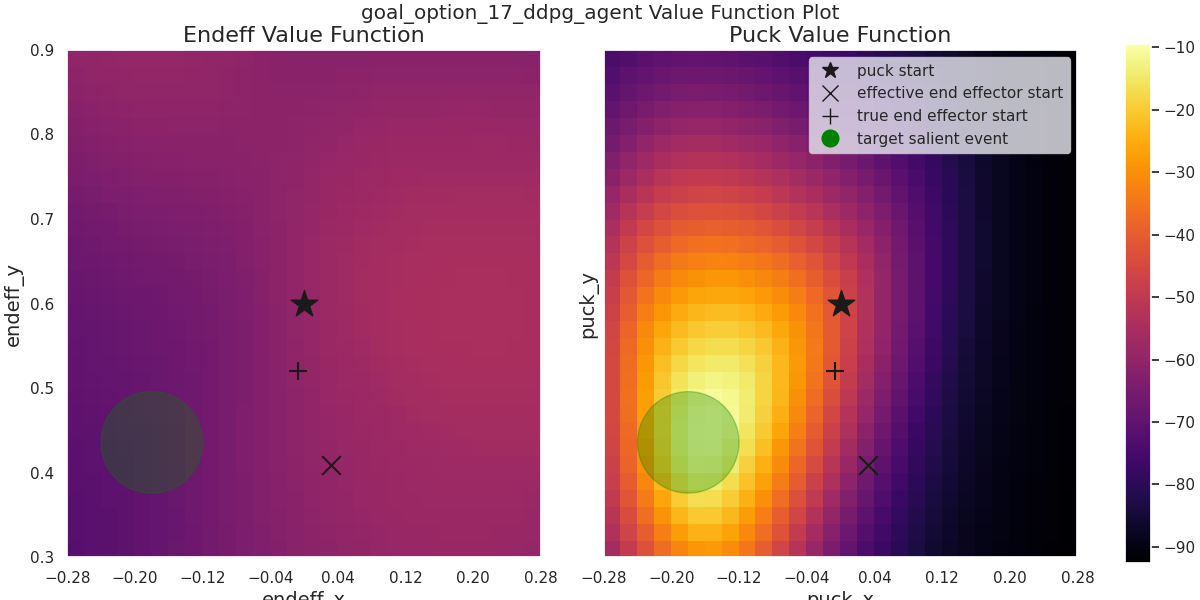 goal_option_17_ddpg_agent Value Function Plot
Endeff Value Function
Puck Value Function
0.9
0.8
0.7
0.6
0.5
0.4
0.3
endeff_y
−0.28 −0.20 −0.12 −0.04 0.04 0.12 0.20 0.28
endeff_x
puck_y
puck start
effective end effector start
true end effector start
target salient event
−0.28 −0.20 −0.12 −0.04 0.04 0.12 0.20 0.28
puck_x
−10
−20
−30
−40
−50
−60
−70
−80
−90